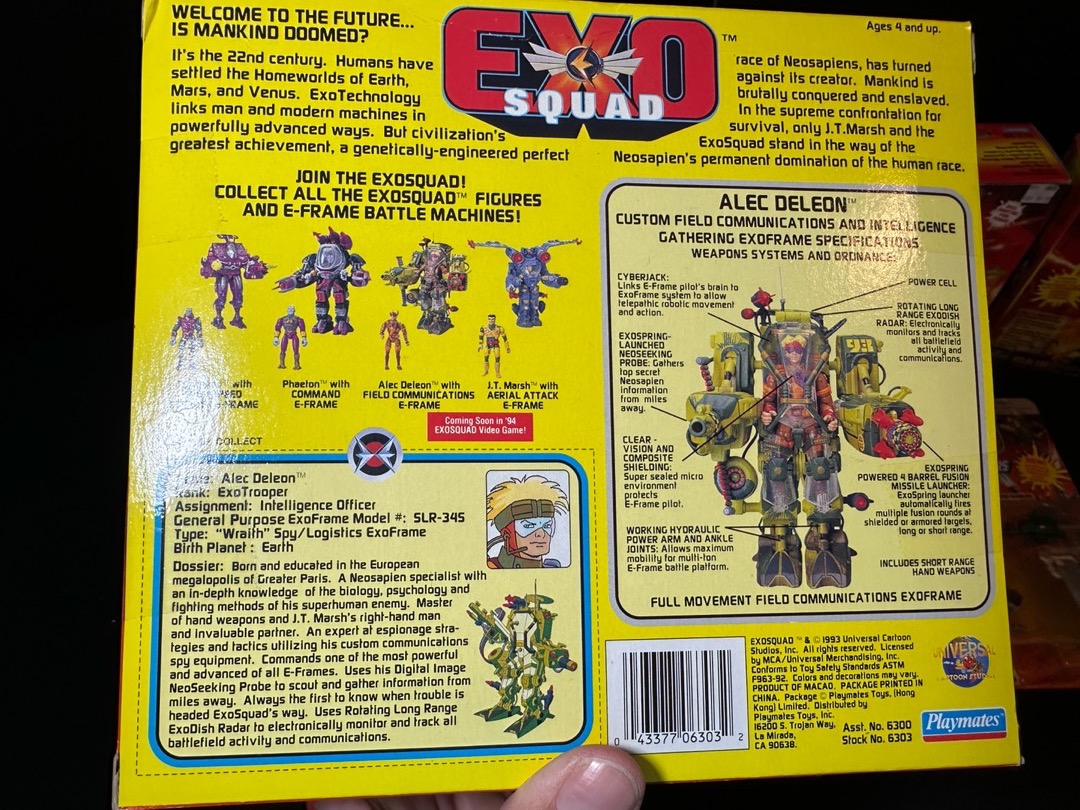 WELCOME TO THE FUTURE...
IS MANKIND DOOMED?
It's the 22nd century. Humans have
settled the Homeworlds of Earth,
Mars, and Venus. ExoTechnology
links man and modern machines in
powerfully advanced ways. But civilization's
greatest achievement, a genetically-engineered perfect
EXO
SQUAD
TM
Ages 4 and up.
race of Neosapiens, has turned
against its creator. Mankind is
brutally conquered and enslaved.
In the supreme confrontation for
survival, only J.T.Marsh and the
ExoSquad stand in the way of the
Neosapien's permanent domination of the human race.
JOIN THE EXOSQUAD!
COLLECT ALL THE EXOSQUAD™ FIGURES
AND E-FRAME BATTLE MACHINES!
with
E-FRAME
Phaeton™ with
COMMAND
E-FRAME
Alec Deleon™ with
FIELD COMMUNICATIONS
E-FRAME
J.T. Marsh™ with
AERIAL ATTACK
E-FRAME
Coming Soon in '94
EXOSQUAD Video Game!
COLLECT
Alec Deleon™
Rank: ExoTrooper
Assignment: Intelligence Officer
General Purpose ExoFrame Model #: SLR-34S
Type: "Wraith" Spy/Logistics ExoFrame
Birth Planet : Earth
Dossier: Born and educated in the European
megalopolis of Greater Paris. A Neosapien specialist with
an in-depth knowledge of the biology, psychology and
fighting methods of his superhuman enemy. Master
of hand weapons and J.T. Marsh's right-hand man
and invaluable partner. An expert at espionage stra-
tegies and tactics utilizing his custom communications
spy equipment. Commands one of the most powerful
and advanced of all E-Frames. Uses his Digital Image
NeoSeeking Probe to scout and gather information from
miles away. Always the first to know when trouble is
headed ExoSquad's way. Uses Rotating Long Range
ExoDish Radar to electronically monitor and track all
battlefield activity and communications.
ALEC DELEON™
CUSTOM FIELD COMMUNICATIONS AND INTELLIGENCE
GATHERING EXOFRAME SPECIFICATIONS
WEAPONS SYSTEMS AND ORDNANCE:
CYBERJACK:
Links E-Frame pilot's brain to
ExoFrame system to allow
telepathic robotic movement
and action.
EXOSPRING-
LAUNCHED
NEOSEEKING
PROBE: Gathers
top secret
Neosapien
information
from miles
away.
CLEAR -
VISION AND
COMPOSITE
SHIELDING:
Super sealed micro
environment
protects
E-Frame pilot.
WORKING HYDRAULIC
POWER ARM AND ANKLE
JOINTS: Allows maximum
mobility for multi-ton
E-Frame battle platform.
POWER CELL
ROTATING LONG
RANGE EXODISH
RADAR: Electronically
monitors and tracks
all battlefield
activity and
communications.
EXOSPRING
POWERED 4 BARREL FUSION
MISSILE LAUNCHER:
ExoSpring launcher
automatically fires
multiple fusion rounds at
shielded or armored targets,
long or short range.
INCLUDES SHORT RANGE
HAND WEAPONS
FULL MOVEMENT FIELD COMMUNICATIONS EXOFRAME
0 43377 06303 2
EXOSQUAD ™ & © 1993 Universal Cartoon
Studios, Inc. All rights reserved. Licensed
by MCA/Universal Merchandising, Inc.
Conforms to Toy Safety Standards ASTM
F963-92. Colors and decorations may vary.
PRODUCT OF MACAO. PACKAGE PRINTED IN
CHINA. Package © Playmates Toys, (Hong
Kong) Limited. Distributed by
Playmates Toys, Inc.
16200 S. Trojan Way,
La Mirada,
CA 90638.
Asst. No. 6300
Stock No. 6303
UNIVERSAL
CARTOON STUDIOS
Playmates